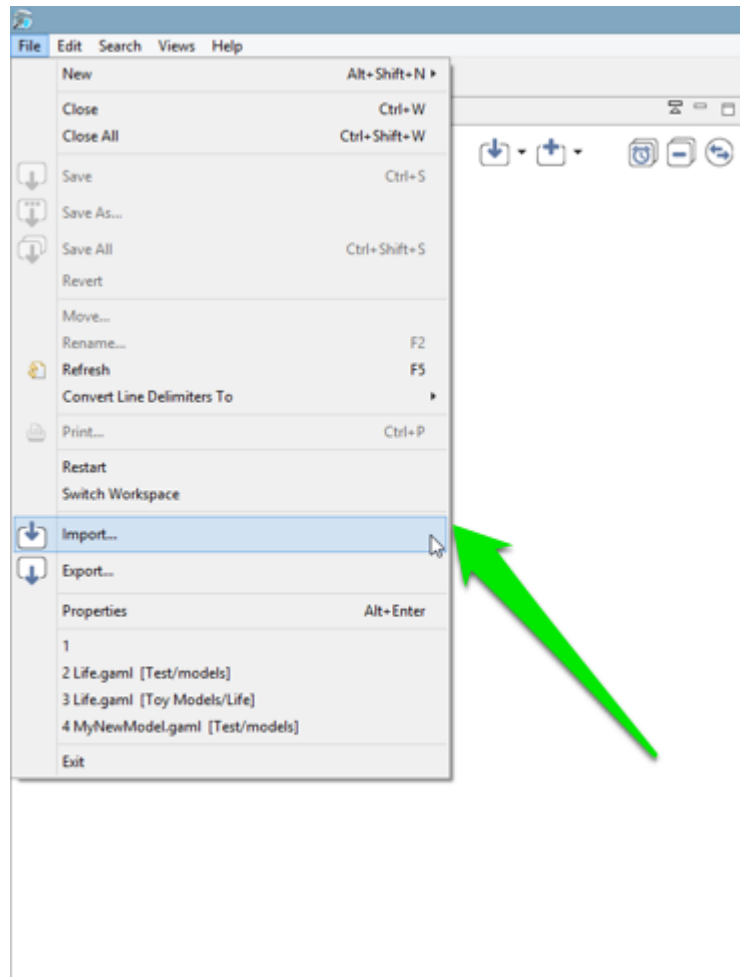 File Edit Search Views Help
New Alt+Shift+N
Close Ctrl+W
Close All Ctrl+Shift+W
Save Ctrl+S
Save As...
Save All Ctrl+Shift+S
Revert
Move...
Rename... F2
Refresh F5
Convert Line Delimiters To
Print... Ctrl+P
Restart
Switch Workspace
Import...
Export...
Properties Alt+Enter
1
2 Life.gaml [Test/models]
3 Life.gaml [Toy Models/Life]
4 MyNewModel.gaml [Test/models]
Exit